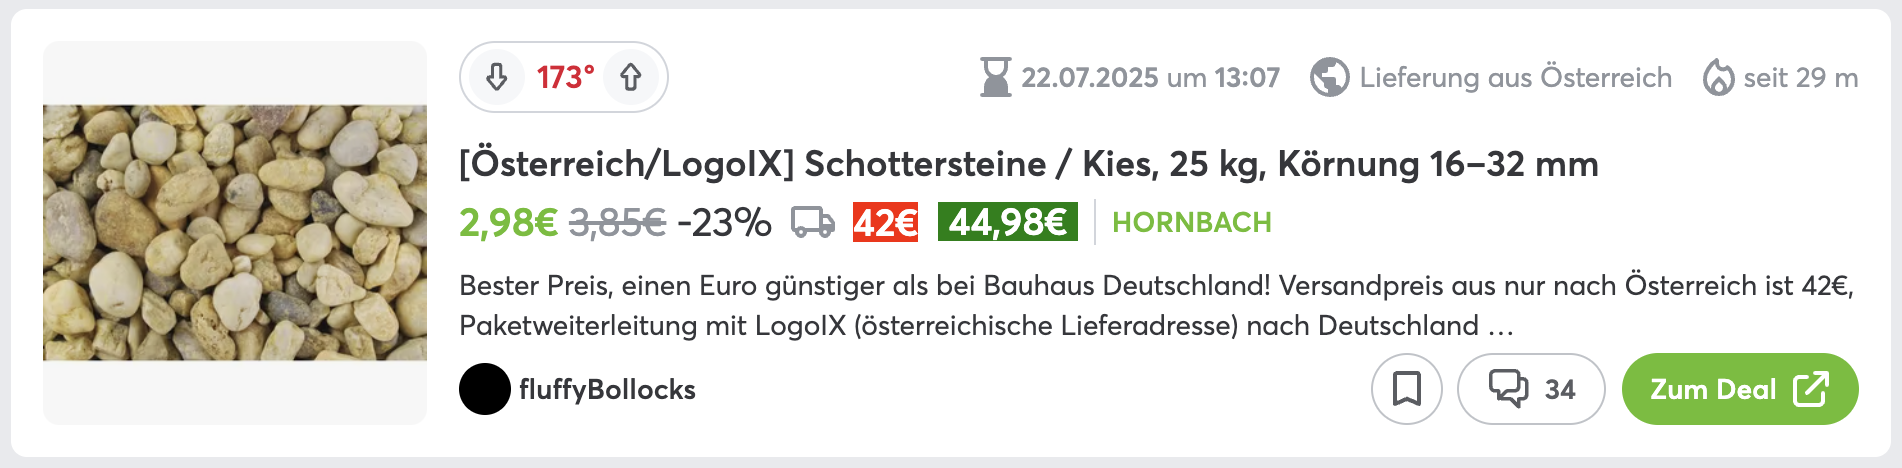 173°
22.07.2025 um 13:07
Lieferung aus Österreich
seit 29 m
[Österreich/LogoIX] Schottersteine / Kies, 25 kg, Körnung 16–32 mm
2,98€ 3,85€ -23% 42€ 44,98€ HORNBACH
Bester Preis, einen Euro günstiger als bei Bauhaus Deutschland! Versandpreis aus nur nach Österreich ist 42€,
Paketweiterleitung mit LogoIX (österreichische Lieferadresse) nach Deutschland …
fluffyBollocks
34
Zum Deal